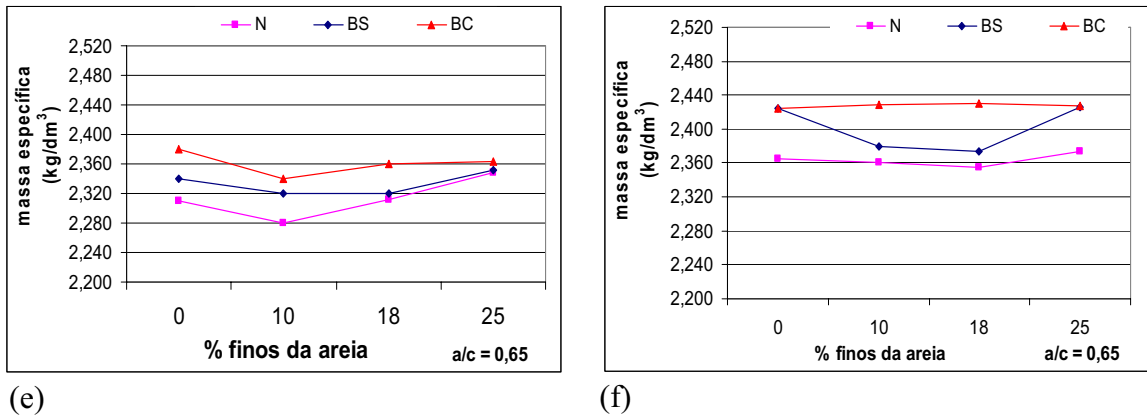 N BS BC
2,520
2,480
2,440
2,400
2,360
2,320
2,280
2,240
2,200
massa específica
(kg/dm³)
0 10 18 25
% finos da areia
a/c = 0,65
(e)
N BS BC
2,520
2,480
2,440
2,400
2,360
2,320
2,280
2,240
2,200
massa específica
(kg/dm³)
0 10 18 25
% finos da areia
a/c = 0,65
(f)